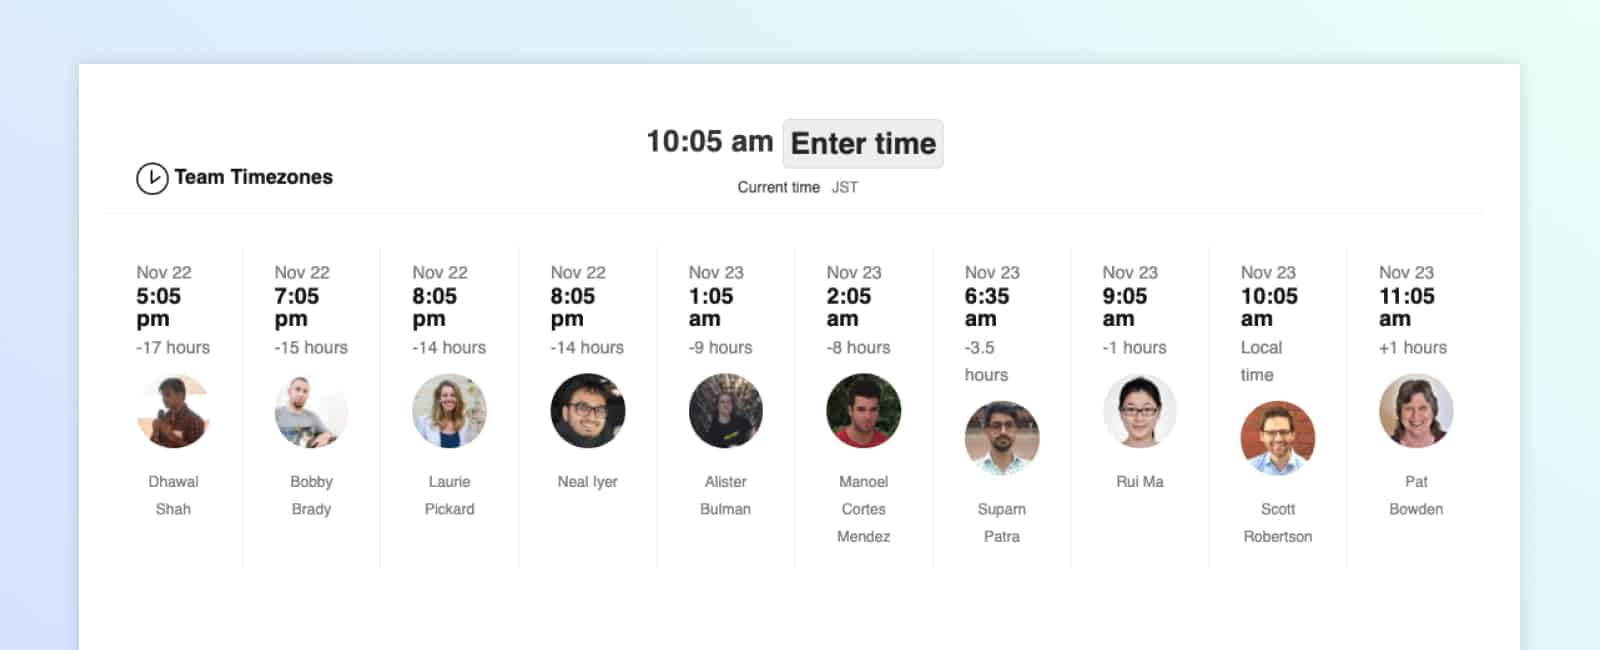 10:05 am Enter time
Team Timezones
Current time JST
Nov 22
5:05
pm
-17 hours
Dhawal
Shah
Nov 22
7:05
pm
-15 hours
Bobby
Brady
Nov 22
8:05
pm
-14 hours
Laurie
Pickard
Nov 22
8:05
pm
-14 hours
Neal Iyer
Nov 23
1:05
am
-9 hours
Alister
Bulman
Nov 23
2:05
am
-8 hours
Manoel
Cortes
Mendez
Nov 23
6:35
am
-3.5
hours
Suparn
Patra
Nov 23
9:05
am
-1 hours
Rui Ma
Nov 23
10:05
am
Local
time
Scott
Robertson
Nov 23
11:05
am
+1 hours
Pat
Bowden